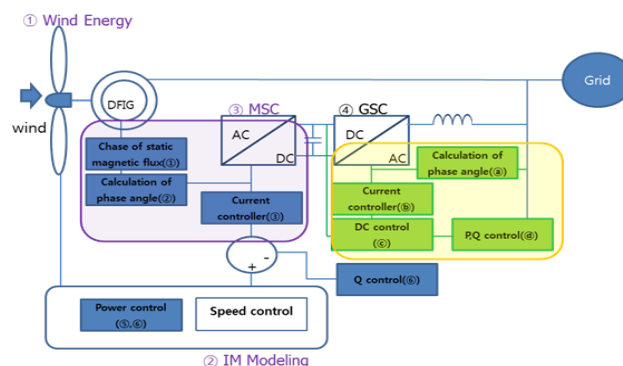 ① Wind Energy
Grid
DFIG
③ MSC
④ GSC
wind
AC
DC
DC
AC
Chase of static
magnetic flux(①)
Calculation of
phase angle(②)
Current
controller(③)
Calculation of
phase angle(ⓐ)
Current
controller(ⓑ)
DC control
(ⓒ)
P,Q control(ⓓ)
-
+
Q control(⑥)
Power control
(⑤,⑥)
Speed control
② IM Modeling